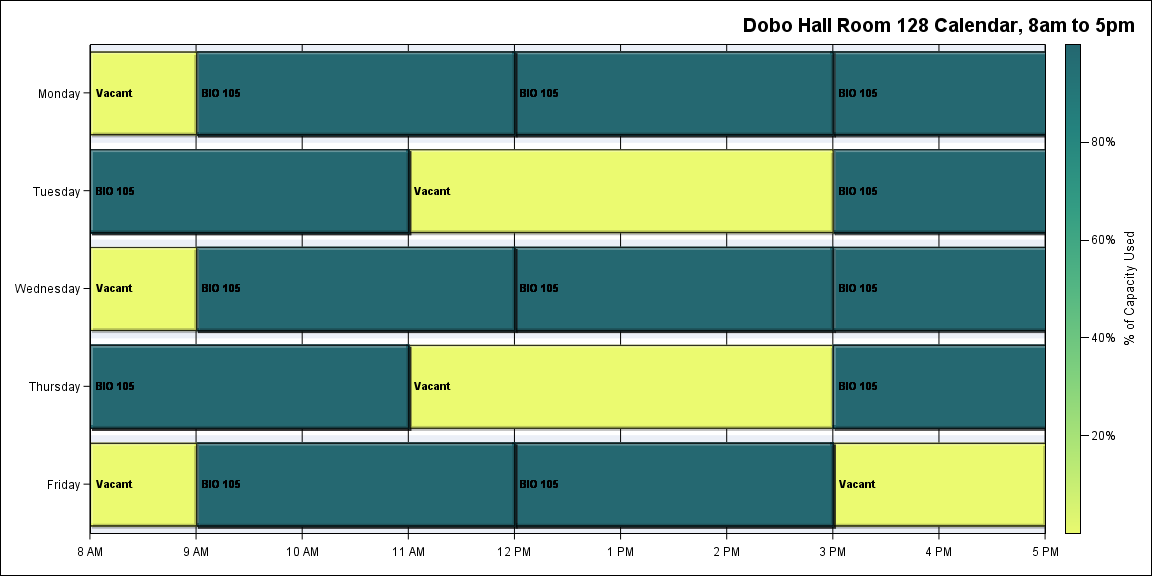 Dobo Hall Room 128 Calendar, 8am to 5pm
Monday
Vacant
BIO 105
BIO 105
BIO 105
Tuesday
BIO 105
Vacant
BIO 105
Wednesday
Vacant
BIO 105
BIO 105
BIO 105
Thursday
BIO 105
Vacant
BIO 105
Friday
Vacant
BIO 105
BIO 105
Vacant
8 AM
9 AM
10 AM
11 AM
12 PM
1 PM
2 PM
3 PM
4 PM
5 PM
80%
60%
40%
20%
% of Capacity Used